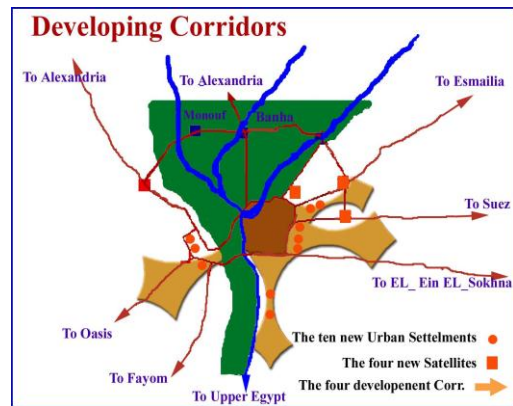 Developing Corridors
To Alexandria
To Alexandria
To Esmailia
Monouf
Banha
To Suez
To EL_ Ein EL_Sokhna
To Oasis
To Fayom
To Upper Egypt
The ten new Urban Settelments
The four new Satellites
The four developenent Corr.